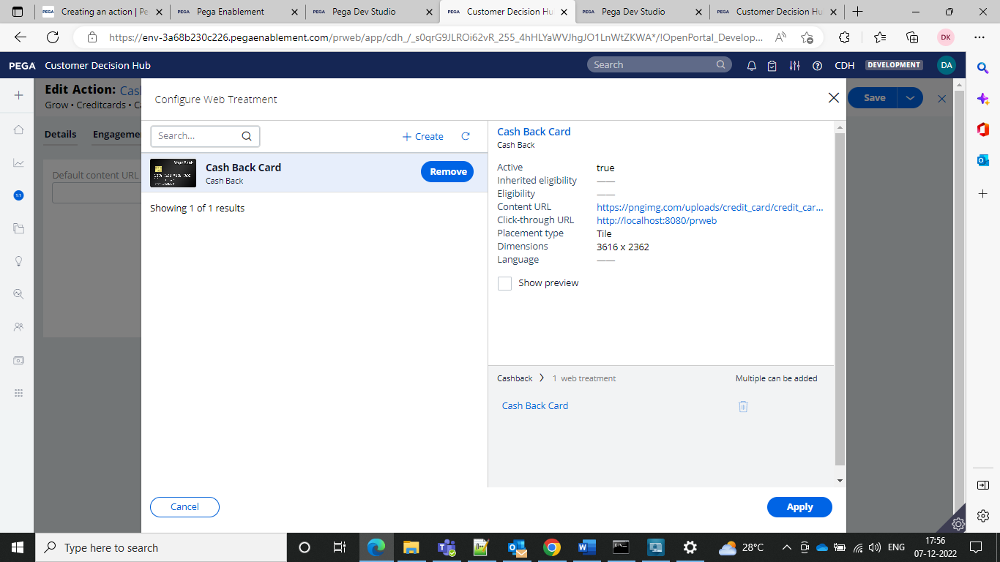 Creating an action | Pe
Pega Enablement
Pega Dev Studio
Customer Decision Hu
Pega Dev Studio
Customer Decision Hu
https://env-3a68b230c226.pegaenablement.com/prweb/app/cdh_/_s0qrG9JLROi62vR_255_4hHLYaWVJhgJO1LnWtZKWA*/!OpenPortal_Develop...
DK
PEGA Customer Decision Hub
Search
CDH
DEVELOPMENT
DA
Edit Action: Cas
Grow • Creditcards • Ca
Save
Details
Engageme
Default content URL
Configure Web Treatment
Search...
+ Create
Cash Back Card
Cash Back
Remove
Showing 1 of 1 results
Cash Back Card
Cash Back
Active true
Inherited eligibility ——
Eligibility ——
Content URL https://pngimg.com/uploads/credit_card/credit_car...
Click-through URL http://localhost:8080/prweb
Placement type Tile
Dimensions 3616 x 2362
Language ——
Show preview
Cashback > 1 web treatment
Multiple can be added
Cash Back Card
Cancel
Apply
Type here to search
28°C
ENG
17:56
07-12-2022